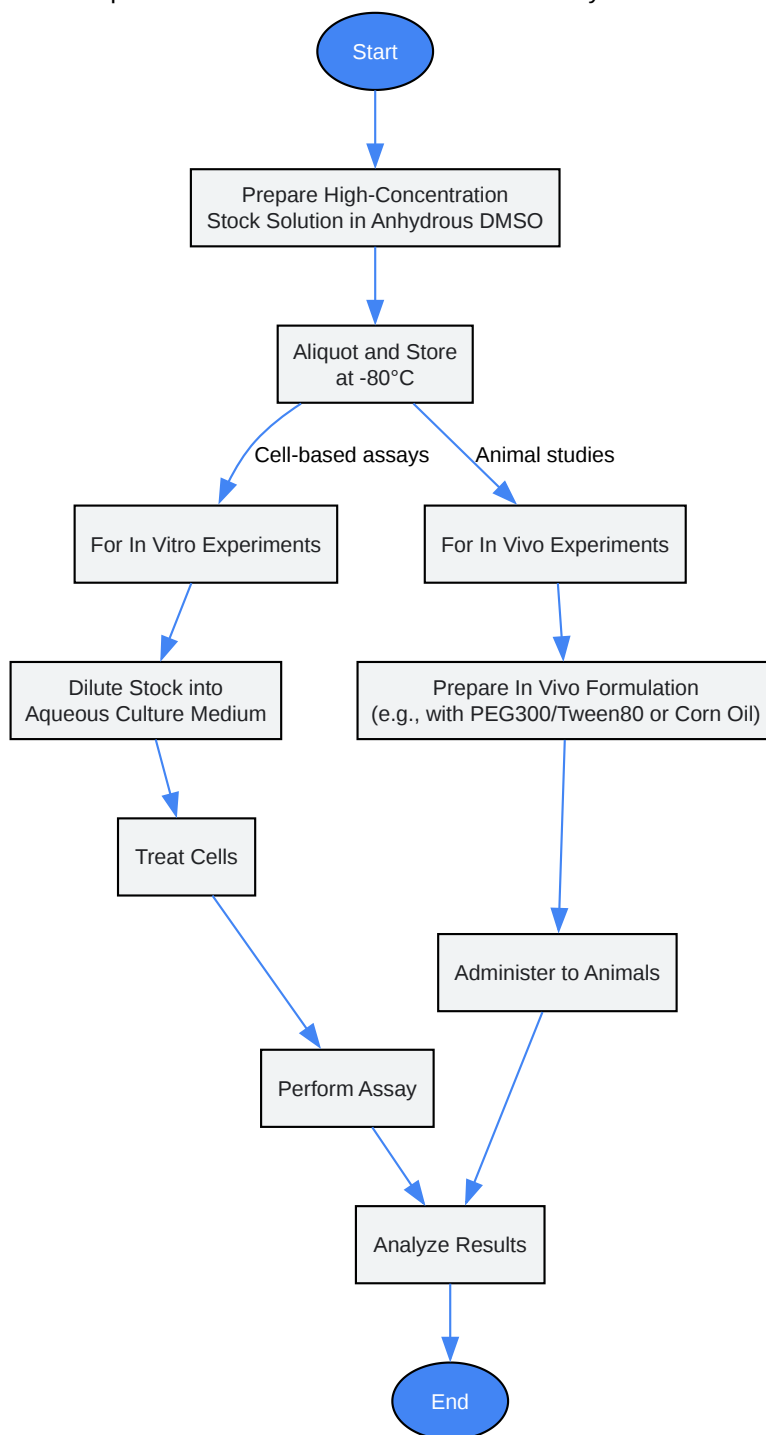 Start
Prepare High-Concentration
Stock Solution in Anhydrous DMSO
Aliquot and Store
at -80°C
Cell-based assays
Animal studies
For In Vitro Experiments
For In Vivo Experiments
Dilute Stock into
Aqueous Culture Medium
Prepare In Vivo Formulation
(e.g., with PEG300/Tween80 or Corn Oil)
Treat Cells
Administer to Animals
Perform Assay
Analyze Results
End